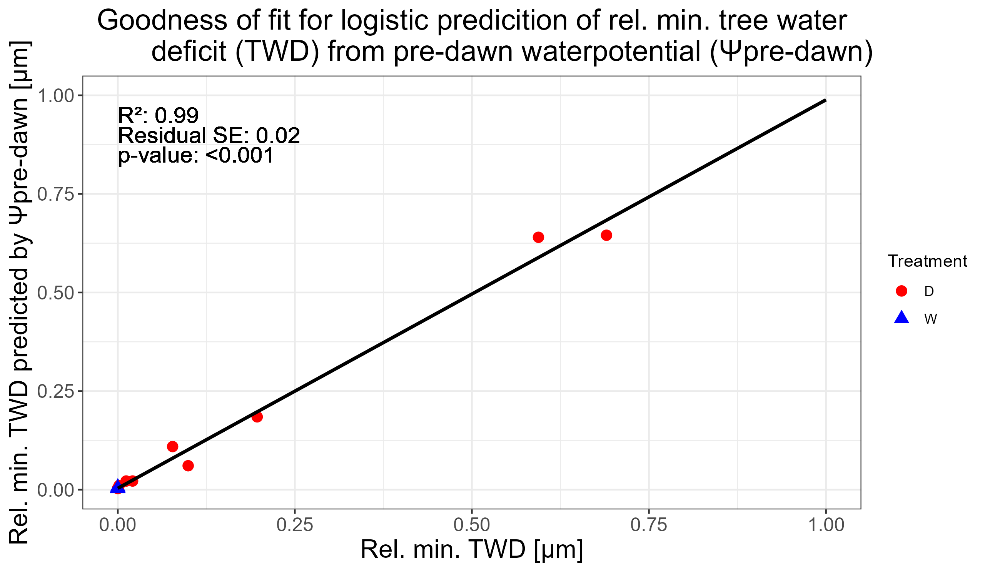 Goodness of fit for logistic predicition of rel. min. tree water
deficit (TWD) from pre-dawn waterpotential (Ψpre-dawn)
Rel. min. TWD predicted by Ψpre-dawn [μm]
1.00
0.75
0.50
0.25
0.00
R²: 0.99
Residual SE: 0.02
p-value: <0.001
Treatment
D
W
0.00
0.25
0.50
0.75
1.00
Rel. min. TWD [μm]